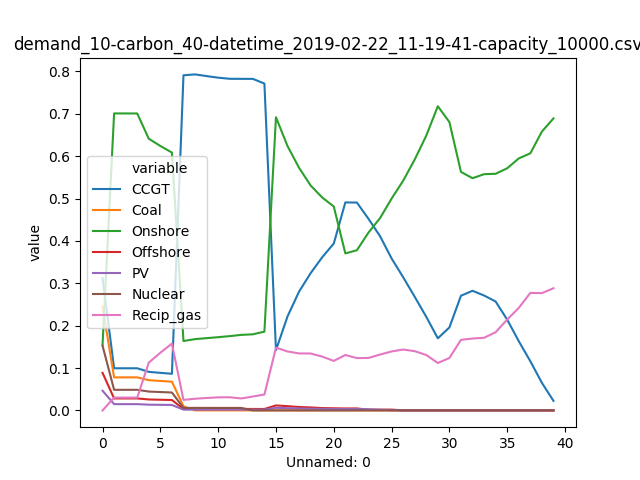 demand_10-carbon_40-datetime_2019-02-22_11-19-41-capacity_10000.csv
0.8
0.7
0.6
0.5
0.4
0.3
0.2
0.1
0.0
value
variable
CCGT
Coal
Onshore
Offshore
PV
Nuclear
Recip_gas
0 5 10 15 20 25 30 35 40
Unnamed: 0